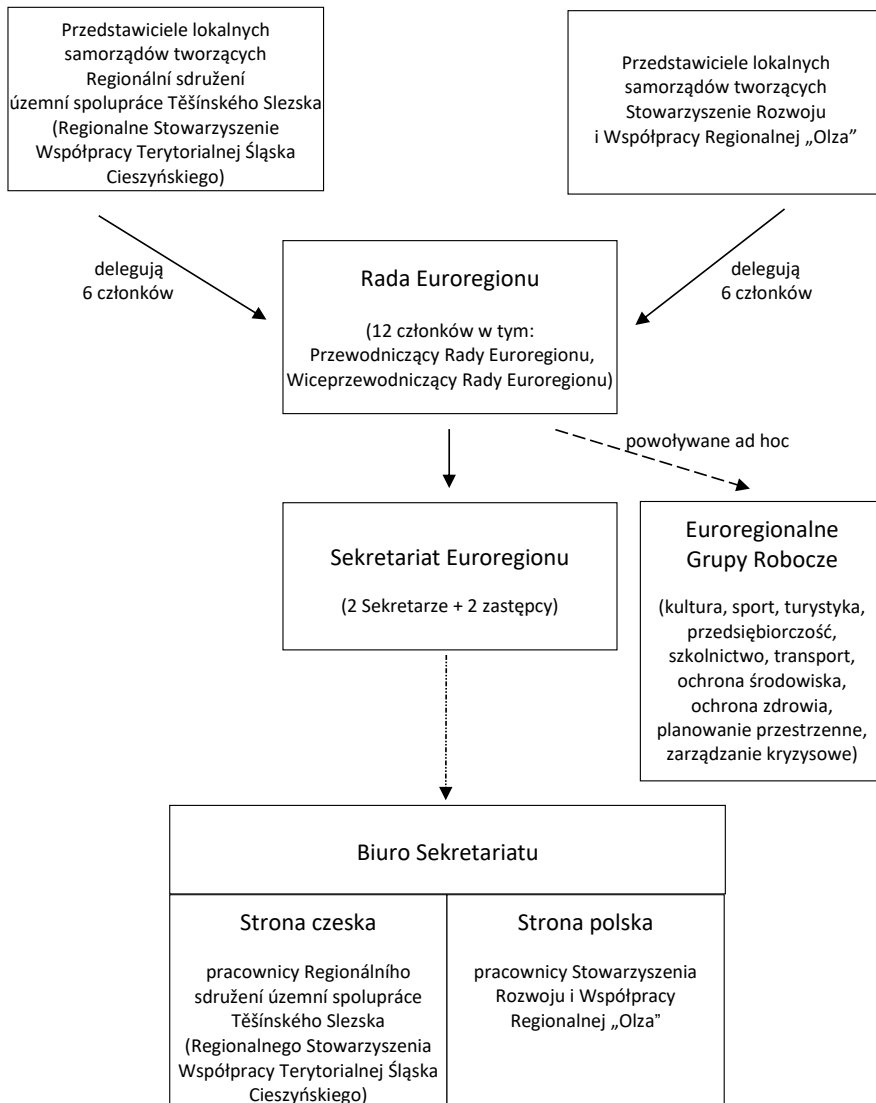 Przedstawiciele lokalnych
samorządów tworzących
Regionální sdružení
územní spolupráce Těšínského Slezska
(Regionalne Stowarzyszenie
Współpracy Terytorialnej Śląska
Cieszyńskiego)
Przedstawiciele lokalnych
samorządów tworzących
Stowarzyszenie Rozwoju
i Współpracy Regionalnej „Olza”
delegują
6 członków
delegują
6 członków
Rada Euroregionu
(12 członków w tym:
Przewodniczący Rady Euroregionu,
Wiceprzewodniczący Rady Euroregionu)
powoływane ad hoc
Sekretariat Euroregionu
(2 Sekretarze + 2 zastępcy)
Euroregionalne
Grupy Robocze
(kultura, sport, turystyka,
przedsiębiorczość,
szkolnictwo, transport,
ochrona środowiska,
ochrona zdrowia,
planowanie przestrzenne,
zarządzanie kryzysowe)
Biuro Sekretariatu
Strona czeska
pracownicy Regionálního
sdružení územní spolupráce
Těšínského Slezska
(Regionalnego Stowarzyszenia
Współpracy Terytorialnej Śląska
Cieszyńskiego)
Strona polska
pracownicy Stowarzyszenia
Rozwoju i Współpracy
Regionalnej „Olza”